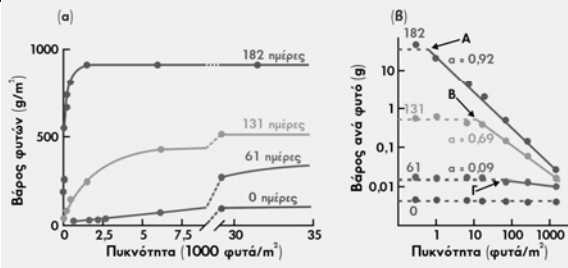 (α)
Βάρος φυτών (g/m²)
1000
500
0
182 ημέρες
131 ημέρες
61 ημέρες
0 ημέρες
0
2,5
5
7,5
30
35
Πυκνότητα (1000 φυτά/m²)
(β)
Βάρος ανά φυτό (g)
100
10
1
0,1
0,01
182
A
α = 0,92
131
B
α = 0,69
61
α = 0,09
Γ
0
1
10
100
1000
Πυκνότητα (φυτά/m²)